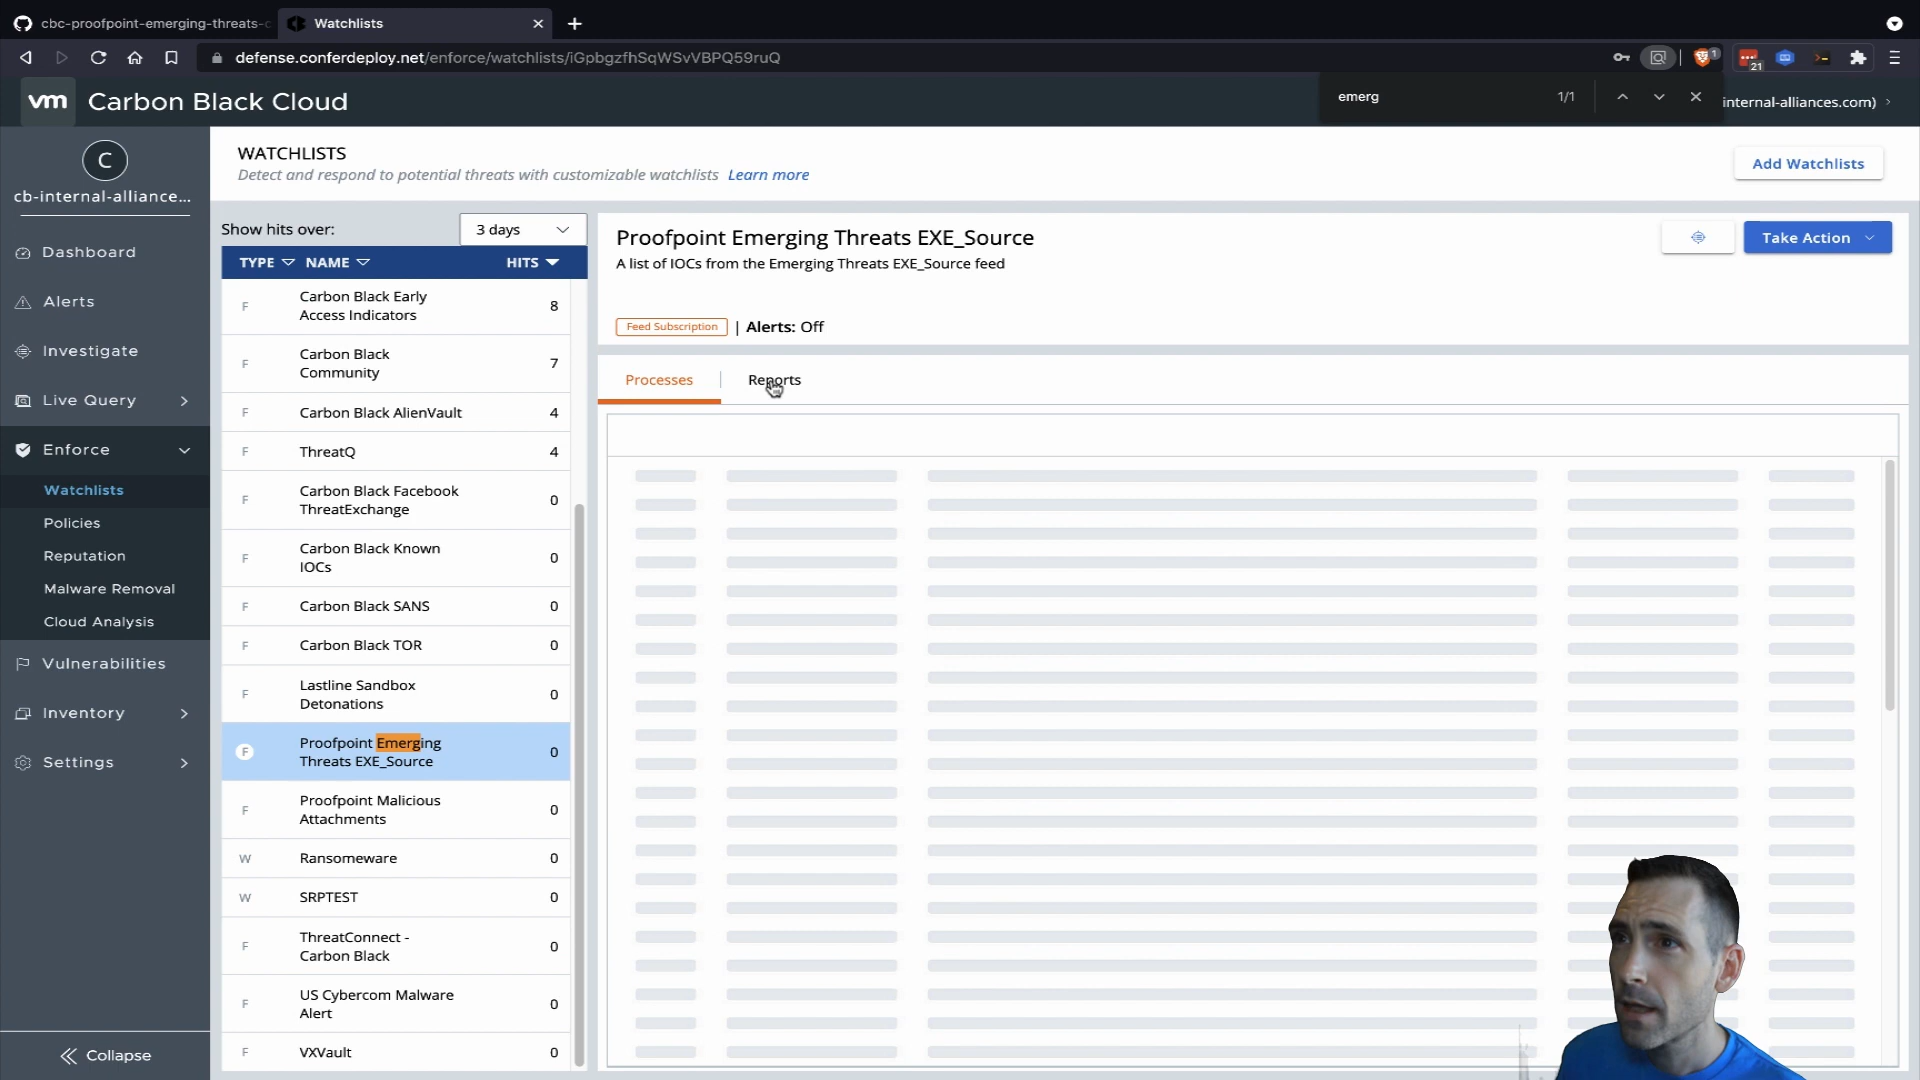 cbc-proofpoint-emerging-threats-c
Watchlists
defense.conferdeploy.net/enforce/watchlists/iGpbgzfhSqWSvVBPQ59ruQ
1
21
vm
Carbon Black Cloud
emerg
1/1
internal-alliances.com)
C
cb-internal-alliance...
Dashboard
Alerts
Investigate
Live Query
Enforce
Watchlists
Policies
Reputation
Malware Removal
Cloud Analysis
Vulnerabilities
Inventory
Settings
Collapse
WATCHLISTS
Detect and respond to potential threats with customizable watchlists Learn more
Add Watchlists
Show hits over:
3 days
TYPE NAME HITS
F Carbon Black Early 8
Access Indicators
F Carbon Black 7
Community
F Carbon Black AlienVault 4
F ThreatQ 4
F Carbon Black Facebook 0
ThreatExchange
F Carbon Black Known 0
IOCs
F Carbon Black SANS 0
F Carbon Black TOR 0
F Lastline Sandbox 0
Detonations
F Proofpoint Emerging 0
Threats EXE_Source
F Proofpoint Malicious 0
Attachments
W Ransomeware 0
W SRPTEST 0
F ThreatConnect - 0
Carbon Black
F US Cybercom Malware 0
Alert
F VXVault 0
Proofpoint Emerging Threats EXE_Source
A list of IOCs from the Emerging Threats EXE_Source feed
Take Action
Feed Subscription | Alerts: Off
Processes
Reports